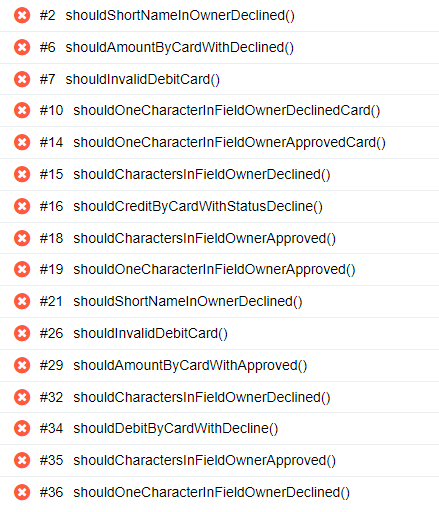 #2 shouldShortNameInOwnerDeclined()
#6 shouldAmountByCardWithDeclined()
#7 shouldInvalidDebitCard()
#10 shouldOneCharacterInFieldOwnerDeclinedCard()
#14 shouldOneCharacterInFieldOwnerApprovedCard()
#15 shouldCharactersInFieldOwnerDeclined()
#16 shouldCreditByCardWithStatusDecline()
#18 shouldCharactersInFieldOwnerApproved()
#19 shouldOneCharacterInFieldOwnerApproved()
#21 shouldShortNameInOwnerDeclined()
#26 shouldInvalidDebitCard()
#29 shouldAmountByCardWithApproved()
#32 shouldCharactersInFieldOwnerDeclined()
#34 shouldDebitByCardWithDecline()
#35 shouldCharactersInFieldOwnerApproved()
#36 shouldOneCharacterInFieldOwnerDeclined()